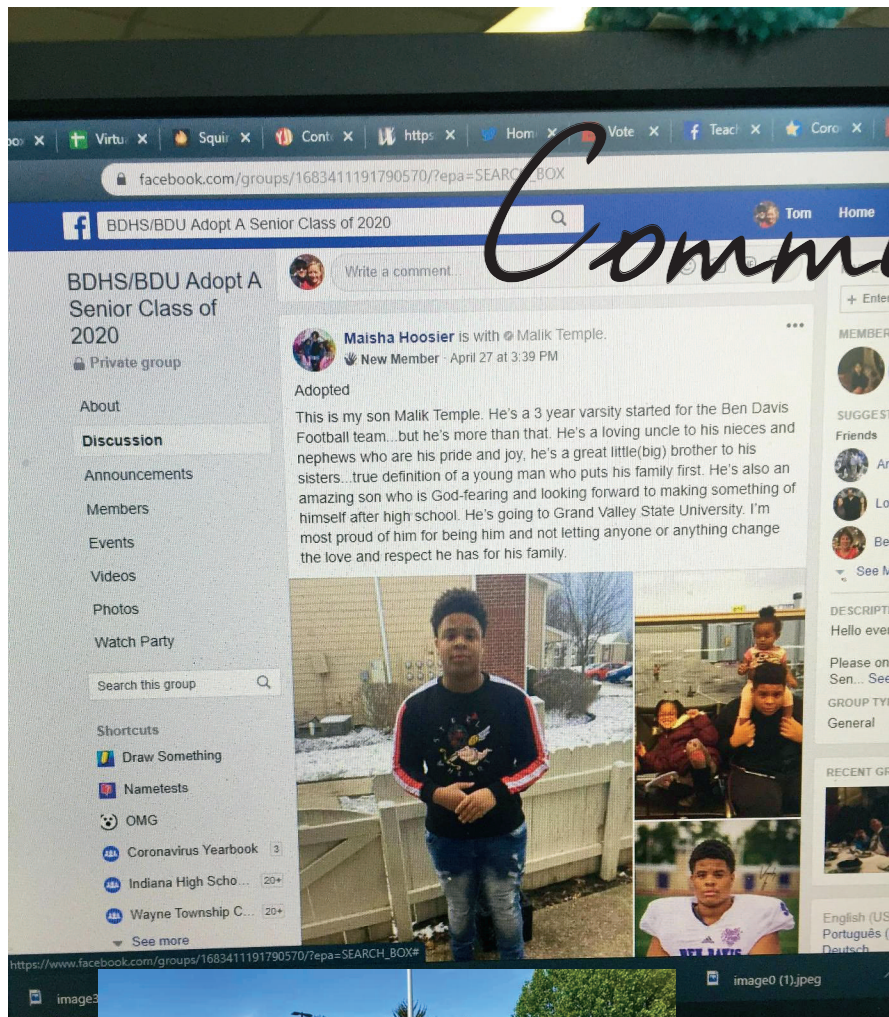 Virtu
Squir
Cont
https
Hom
Vote
Teac
Coro
facebook.com/groups/1683411191790570/?epa=SEARCH_BOX
BDHS/BDU Adopt A Senior Class of 2020
Tom
Home
Comm
BDHS/BDU Adopt A
Senior Class of
2020
Private group
About
Discussion
Announcements
Members
Events
Videos
Photos
Watch Party
Search this group
Shortcuts
Draw Something
Nametests
OMG
Coronavirus Yearbook 3
Indiana High Scho... 20+
Wayne Township C... 20+
See more
Write a comment...
Maisha Hoosier is with Malik Temple.
New Member · April 27 at 3:39 PM
Adopted
This is my son Malik Temple. He's a 3 year varsity started for the Ben Davis
Football team...but he's more than that. He's a loving uncle to his nieces and
nephews who are his pride and joy, he's a great little(big) brother to his
sisters...true definition of a young man who puts his family first. He's also an
amazing son who is God-fearing and looking forward to making something of
himself after high school. He's going to Grand Valley State University. I'm
most proud of him for being him and not letting anyone or anything change
the love and respect he has for his family.
BEN DAVIS
+ Enter
MEMBER
SUGGEST
Friends
Ar
Lo
Be
See M
DESCRIPTI
Hello ever
Please on
Sen... See
GROUP TY
General
RECENT GR
English (US
Português (
Deutsch
https://www.facebook.com/groups/1683411191790570/?epa=SEARCH_BOX#
image3
image0 (1).jpeg